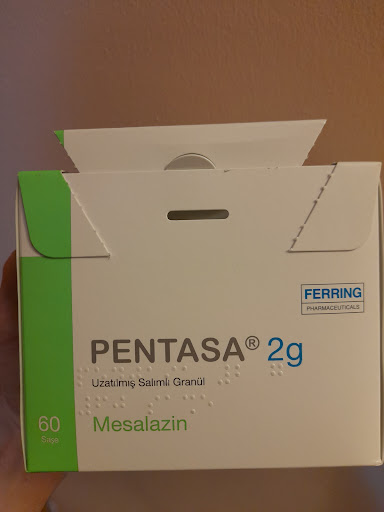 FERRING
PHARMACEUTICALS
PENTASA® 2g
Uzatılmış Salımlı Granül
60
Saşe
Mesalazin